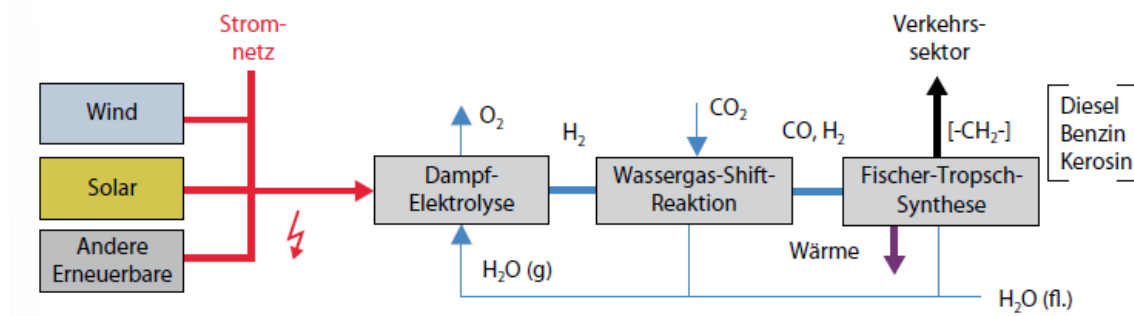 Strom-
netz
Verkehrs-
sektor
Wind
Solar
Andere
Erneuerbare
O₂
H₂
CO₂
CO, H₂
[-CH₂-]
Diesel
Benzin
Kerosin
Dampf-
Elektrolyse
Wassergas-Shift-
Reaktion
Fischer-Tropsch-
Synthese
Wärme
H₂O (g)
H₂O (fl.)